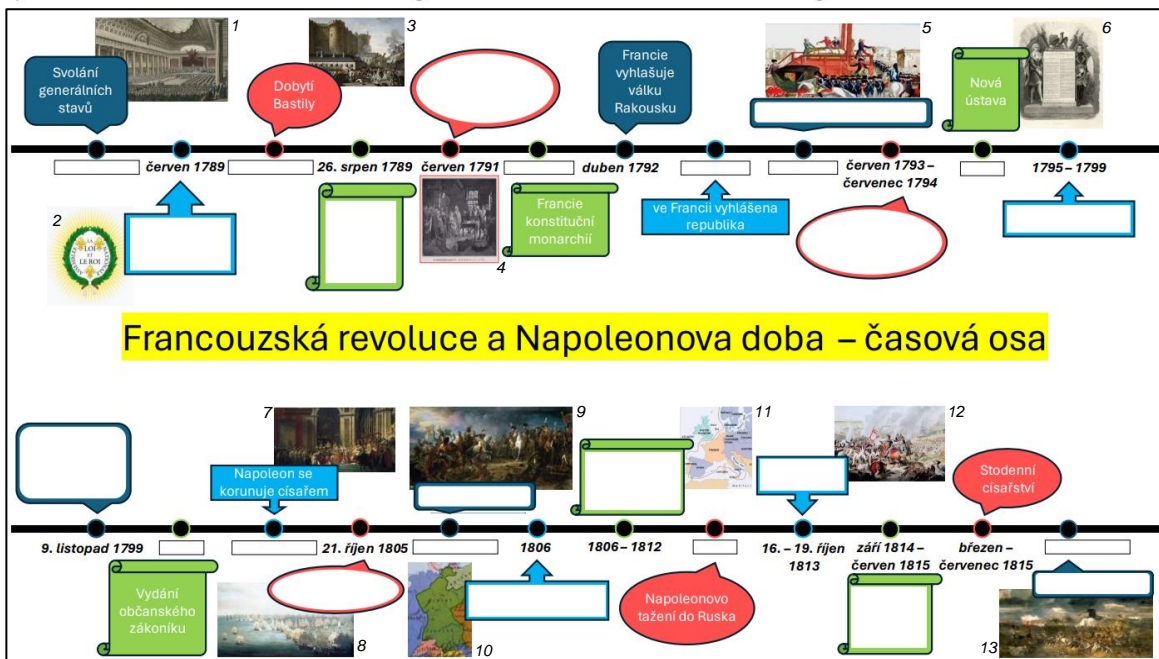 1
3
5
6
Svolání
generálních
stavů
Dobytí
Bastily
Francie
vyhlašuje
válku
Rakousku
Nová
ústava
červen 1789
26. srpen 1789
červen 1791
duben 1792
červen 1793 –
červenec 1794
1795 – 1799
2
LA
LOI
ET
LE ROI
4
Francie
konstituční
monarchií
ve Francii vyhlášena
republika
Francouzská revoluce a Napoleonova doba – časová osa
7
9
11
12
Napoleon se
korunuje císařem
Stodenní
císařství
9. listopad 1799
21. říjen 1805
1806
1806 – 1812
16. – 19. říjen
1813
září 1814 –
červen 1815
březen –
červenec 1815
Vydání
občanského
zákoníku
8
10
Napoleonovo
tažení do Ruska
13